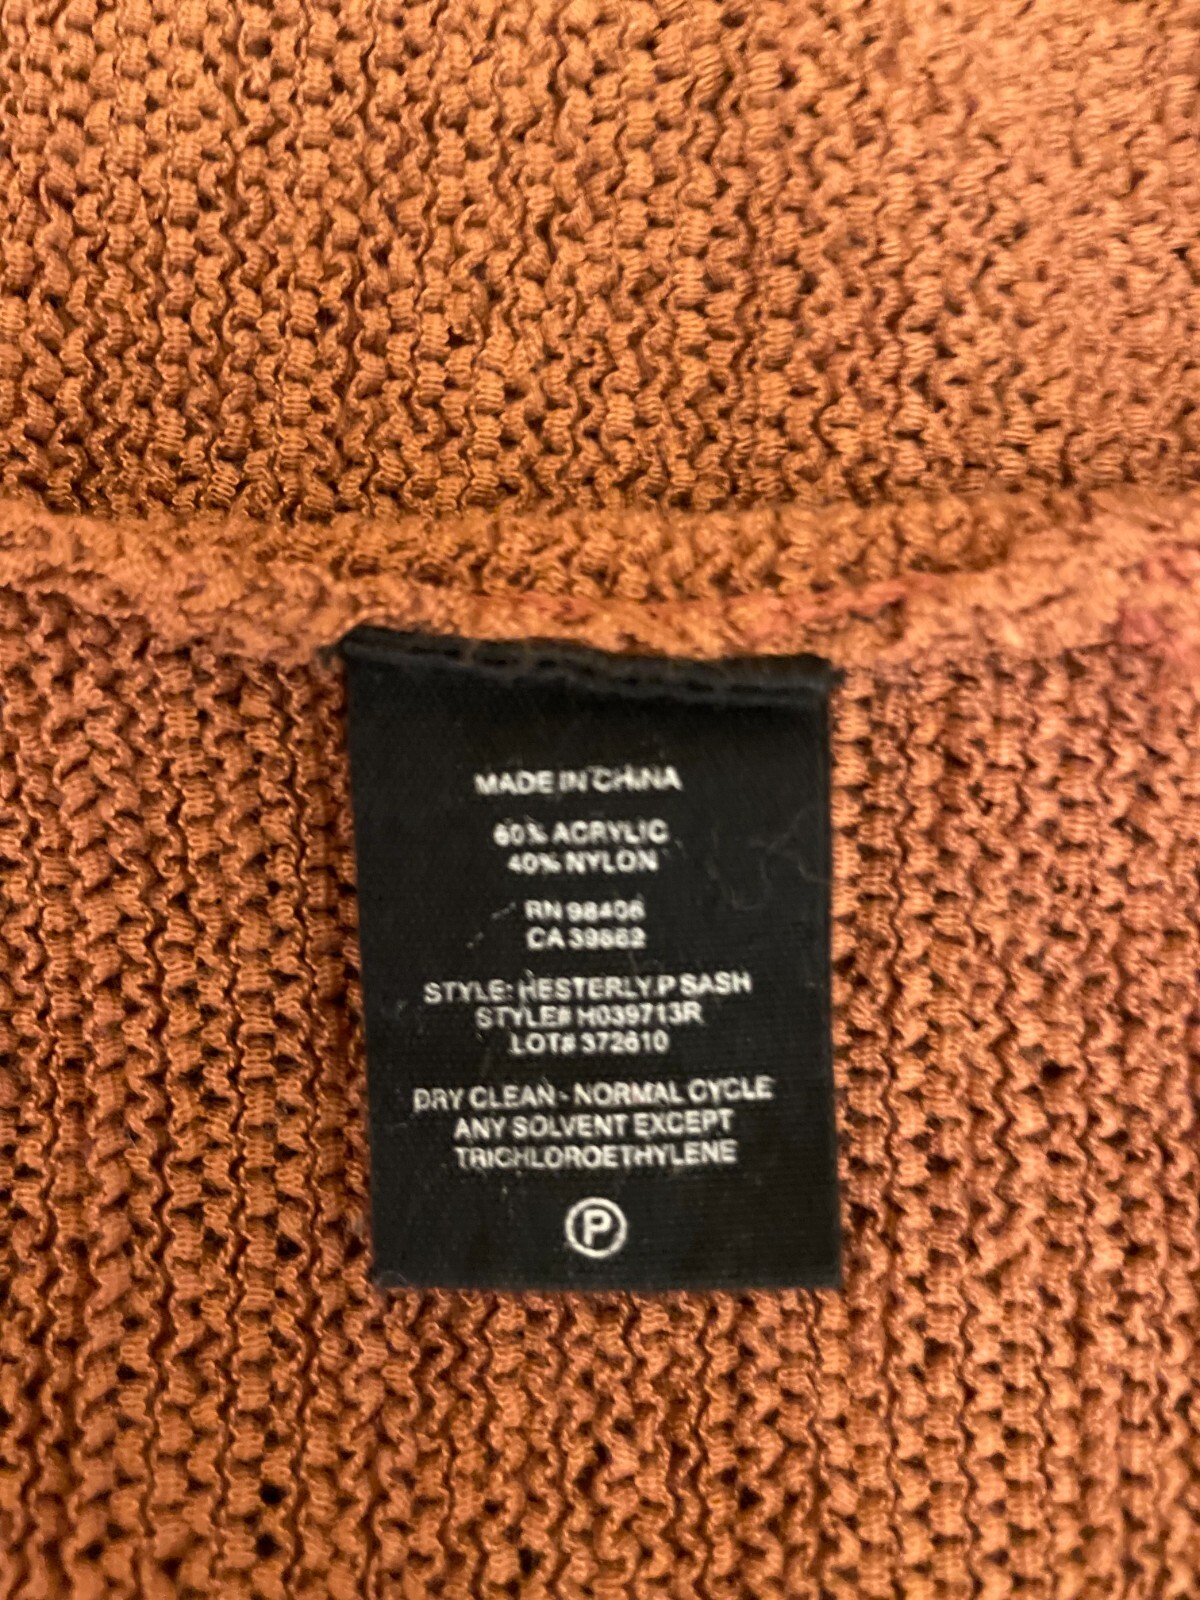 MADE IN CHINA
60% ACRYLIC
40% NYLON
RN 98406
CA 39662
STYLE: HESTERLY.P SASH
STYLE# H039713R
LOT# 372610
DRY CLEAN - NORMAL CYCLE
ANY SOLVENT EXCEPT
TRICHLOROETHYLENE
P